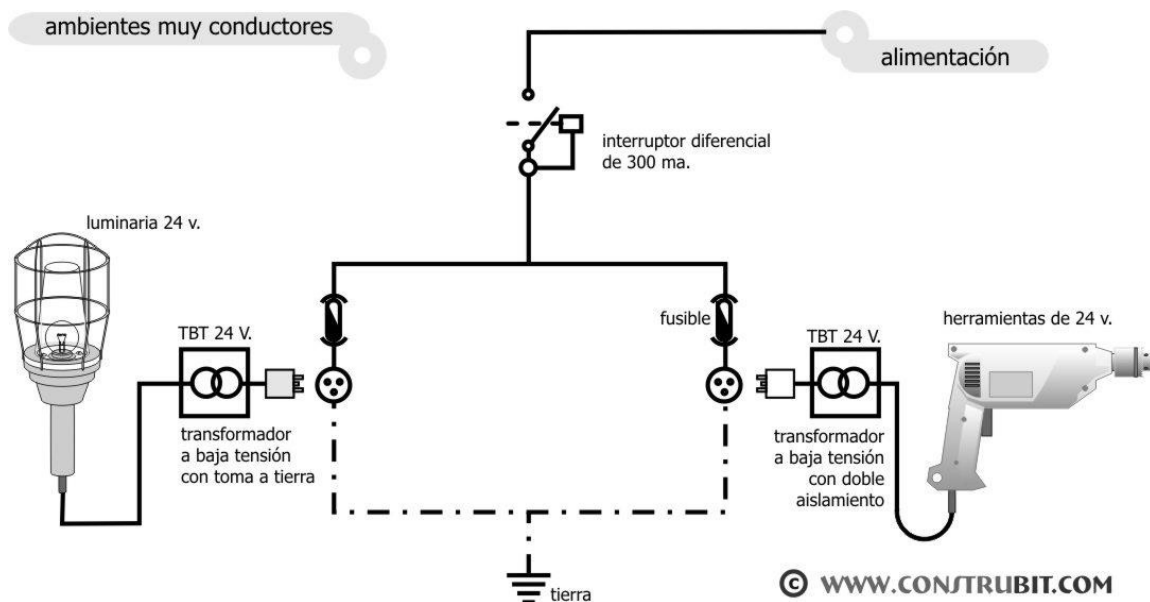 ambientes muy conductores
alimentación
interruptor diferencial
de 300 ma.
luminaria 24 v.
TBT 24 V.
fusible
TBT 24 V.
herramientas de 24 v.
transformador
a baja tensión
con toma a tierra
transformador
a baja tensión
con doble
aislamiento
tierra
© WWW.CONSTRUBIT.COM